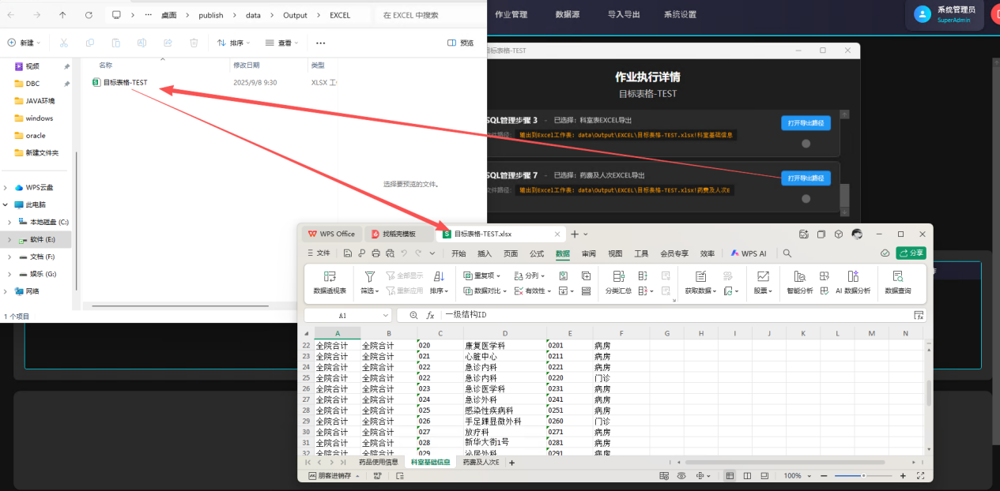 桌面 publish data Output EXCEL 在 EXCEL 中搜索
新建 排序 查看 预览
名称 修改日期 类型
目标表格-TEST 2025/9/8 9:30 XLSX 工
视频
DBC
JAVA环境
windows
oracle
新建文件夹
WPS云盘
此电脑
本地磁盘 (C:)
软件 (E:)
文档 (F:)
娱乐 (G:)
网络
选择要预览的文件。
1 个项目
作业管理 数据源 导入导出 系统设置
系统管理员
SuperAdmin
目标表格-TEST
作业执行详情
目标表格-TEST
SQL管理步骤 3 - 已选择: 科室表EXCEL导出
打开导出路径
文件路径: 输出到Excel工作表: data\Output\EXCEL\目标表格-TEST.xlsx!科室基础信息
SQL管理步骤 7 - 已选择: 药费及人次EXCEL导出
打开导出路径
文件路径: 输出到Excel工作表: data\Output\EXCEL\目标表格-TEST.xlsx!药费及人次E
WPS Office 找稻壳模板 目标表格-TEST.xlsx
文件 开始 插入 页面 公式 数据 审阅 视图 工具 会员专享 效率 WPS AI 分享
数据透视表 筛选 全部显示 重新应用 排序 重复项 数据对比 分列 有效性 分类汇总 获取数据 股票 智能分析 AI 数据分析 数据查询
A1 fx 一级结构ID
A B C D E F G H I J K L M N
22 全院合计 全院合计 020 康复医学科 0201 病房
23 全院合计 全院合计 021 心脏中心 0211 病房
24 全院合计 全院合计 022 急诊内科 0221 病房
25 全院合计 全院合计 022 急诊内科 0220 门诊
26 全院合计 全院合计 023 急诊医学科 0231 病房
27 全院合计 全院合计 024 急诊外科 0241 病房
28 全院合计 全院合计 025 感染性疾病科 0251 病房
29 全院合计 全院合计 026 手足踝显微外科 0260 门诊
30 全院合计 全院合计 027 放疗科 0271 病房
31 全院合计 全院合计 028 新华大街1号 0281 病房
32 全院合计 全院合计 029 泌尿外科 0291 病房
药品使用信息 科室基础信息 药费及人次E
朋客进销存 100%